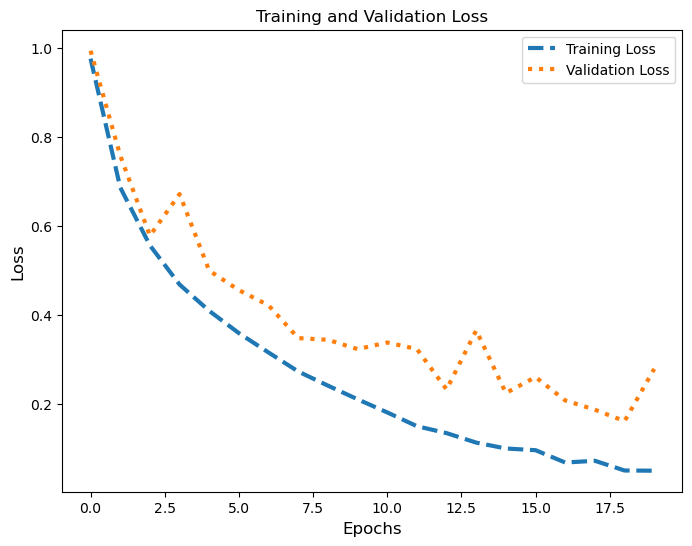 Training and Validation Loss
Training Loss
Validation Loss
1.0
0.8
0.6
0.4
0.2
Loss
0.0 2.5 5.0 7.5 10.0 12.5 15.0 17.5
Epochs